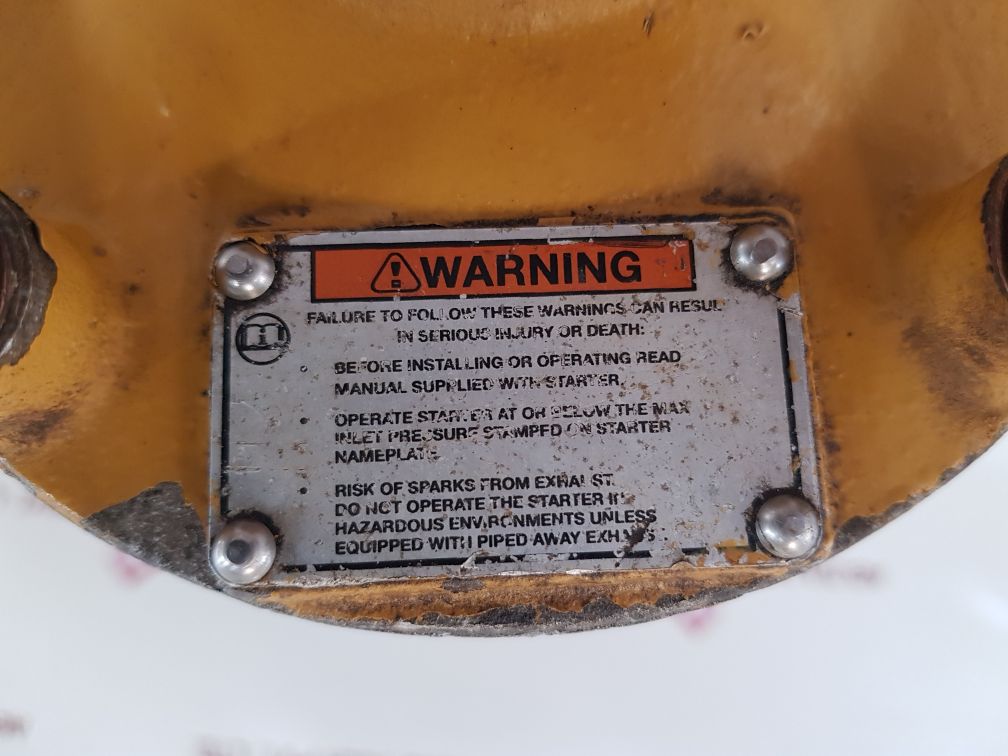 WARNING
FAILURE TO FOLLOW THESE WARNINGS CAN RESUL
IN SERIOUS INJURY OR DEATH:
BEFORE INSTALLING OR OPERATING READ
MANUAL SUPPLIED WITH STARTER.
OPERATE STARTER AT OR BELOW THE MAX
INLET PRESSURE STAMPED ON STARTER
NAMEPLATE
RISK OF SPARKS FROM EXHAUST.
DO NOT OPERATE THE STARTER IN
HAZARDOUS ENVIRONMENTS UNLESS
EQUIPPED WITH PIPED AWAY EXHAUS